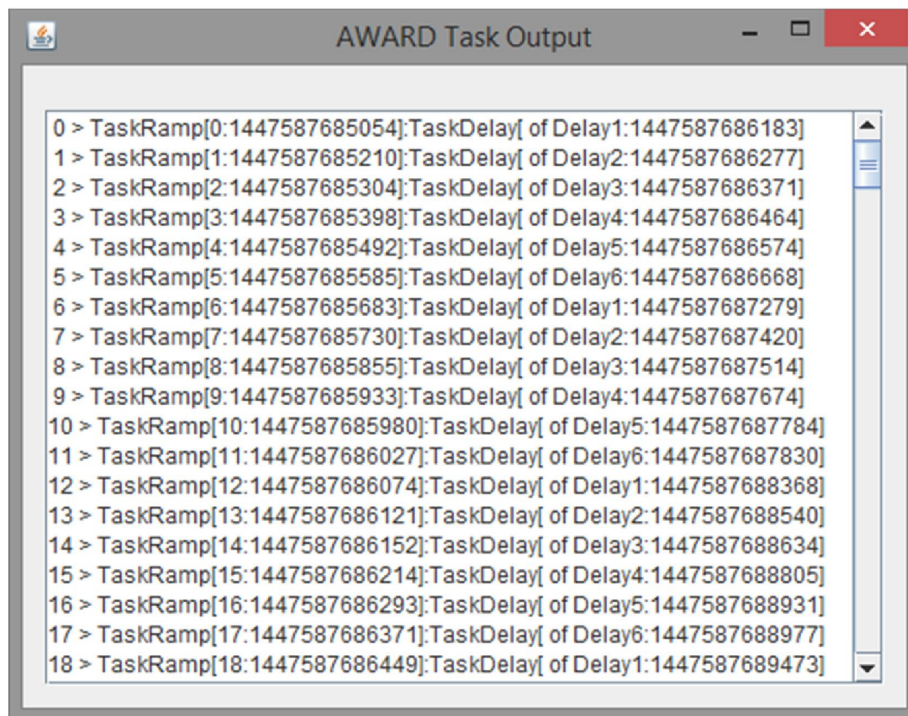 AWARD Task Output
0 > TaskRamp[0:1447587685054]:TaskDelay[ of Delay1:1447587686183]
1 > TaskRamp[1:1447587685210]:TaskDelay[ of Delay2:1447587686277]
2 > TaskRamp[2:1447587685304]:TaskDelay[ of Delay3:1447587686371]
3 > TaskRamp[3:1447587685398]:TaskDelay[ of Delay4:1447587686464]
4 > TaskRamp[4:1447587685492]:TaskDelay[ of Delay5:1447587686574]
5 > TaskRamp[5:1447587685585]:TaskDelay[ of Delay6:1447587686668]
6 > TaskRamp[6:1447587685683]:TaskDelay[ of Delay1:1447587687279]
7 > TaskRamp[7:1447587685730]:TaskDelay[ of Delay2:1447587687420]
8 > TaskRamp[8:1447587685855]:TaskDelay[ of Delay3:1447587687514]
9 > TaskRamp[9:1447587685933]:TaskDelay[ of Delay4:1447587687674]
10 > TaskRamp[10:1447587685980]:TaskDelay[ of Delay5:1447587687784]
11 > TaskRamp[11:1447587686027]:TaskDelay[ of Delay6:1447587687830]
12 > TaskRamp[12:1447587686074]:TaskDelay[ of Delay1:1447587688368]
13 > TaskRamp[13:1447587686121]:TaskDelay[ of Delay2:1447587688540]
14 > TaskRamp[14:1447587686152]:TaskDelay[ of Delay3:1447587688634]
15 > TaskRamp[15:1447587686214]:TaskDelay[ of Delay4:1447587688805]
16 > TaskRamp[16:1447587686293]:TaskDelay[ of Delay5:1447587688931]
17 > TaskRamp[17:1447587686371]:TaskDelay[ of Delay6:1447587688977]
18 > TaskRamp[18:1447587686449]:TaskDelay[ of Delay1:1447587689473]